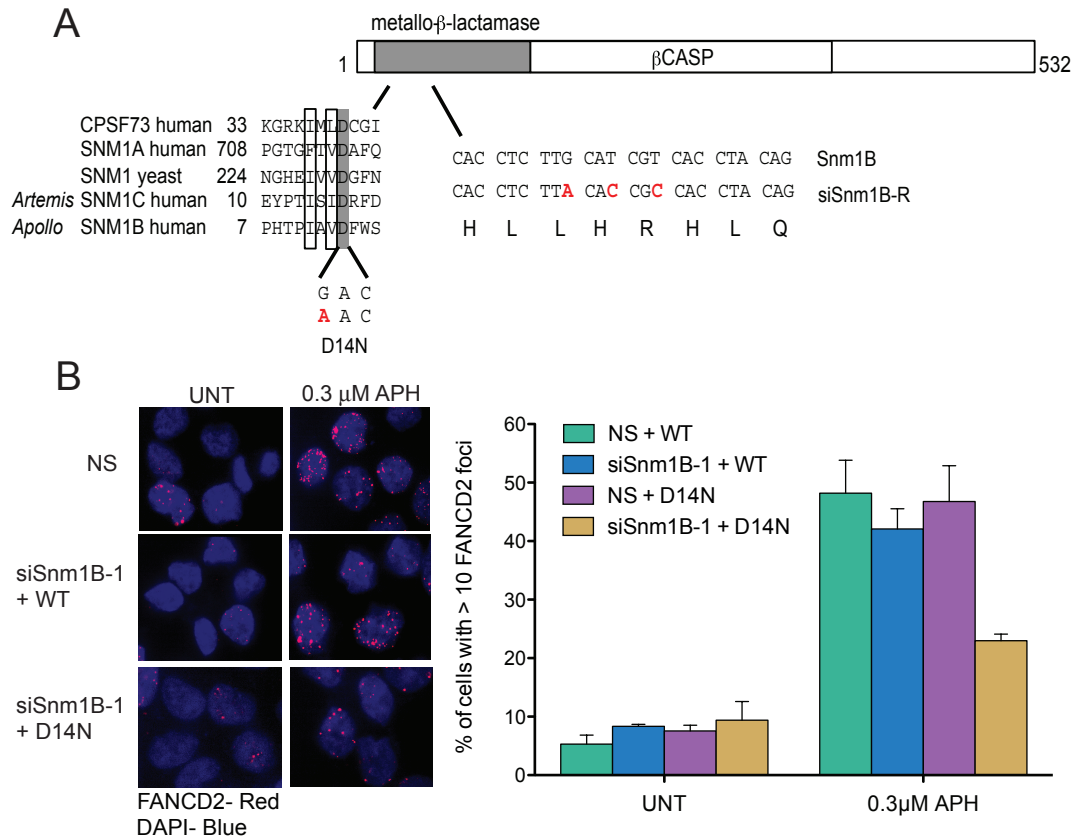 A
metallo-β-lactamase
1
βCASP
532
CPSF73 human 33 KGRKIMLDCGI
SNM1A human 708 PGTGFTVDAFQ
SNM1 yeast 224 NGHEIVVDGFN
Artemis SNM1C human 10 EYPTISIDRFD
Apollo SNM1B human 7 PHTPIAVDFWS
CAC CTC TTG CAT CGT CAC CTA CAG Snm1B
CAC CTC TTA CAC CGC CAC CTA CAG siSnm1B-R
H L L H R H L Q
G A C
A A C
D14N
B
UNT
0.3 μM APH
NS
siSnm1B-1
+ WT
siSnm1B-1
+ D14N
FANCD2- Red
DAPI- Blue
% of cells with > 10 FANCD2 foci
60
50
40
30
20
10
0
NS + WT
siSnm1B-1 + WT
NS + D14N
siSnm1B-1 + D14N
UNT
0.3μM APH